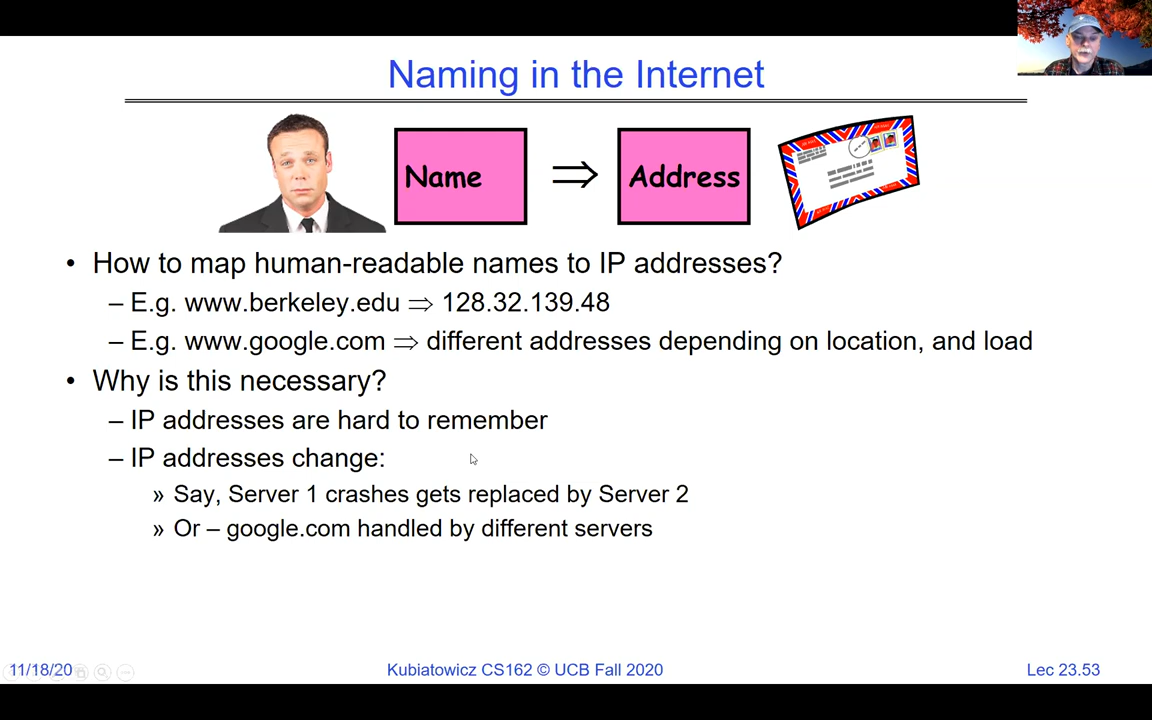 Naming in the Internet
Name ⇒ Address
• How to map human-readable names to IP addresses?
– E.g. www.berkeley.edu ⇒ 128.32.139.48
– E.g. www.google.com ⇒ different addresses depending on location, and load
• Why is this necessary?
– IP addresses are hard to remember
– IP addresses change:
» Say, Server 1 crashes gets replaced by Server 2
» Or – google.com handled by different servers
11/18/20 Kubiatowicz CS162 © UCB Fall 2020 Lec 23.53